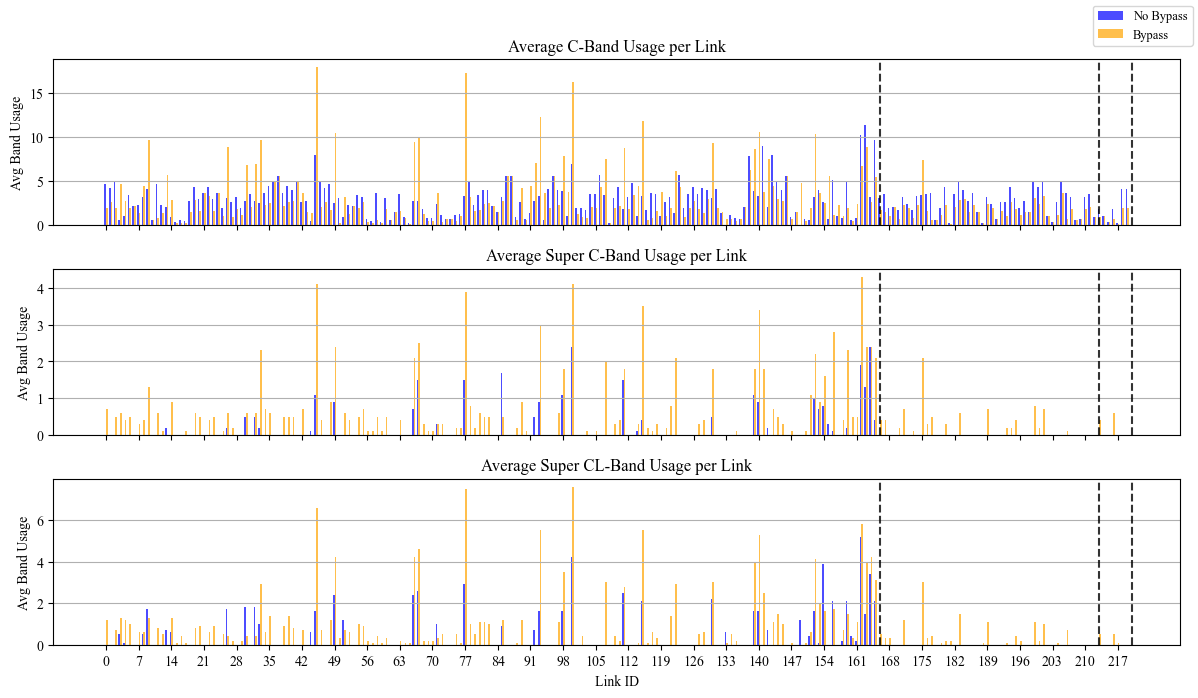 No Bypass
Bypass
Average C-Band Usage per Link
Avg Band Usage
15
10
5
0
Average Super C-Band Usage per Link
Avg Band Usage
4
3
2
1
0
Average Super CL-Band Usage per Link
Avg Band Usage
6
4
2
0
0 7 14 21 28 35 42 49 56 63 70 77 84 91 98 105 112 119 126 133 140 147 154 161 168 175 182 189 196 203 210 217
Link ID